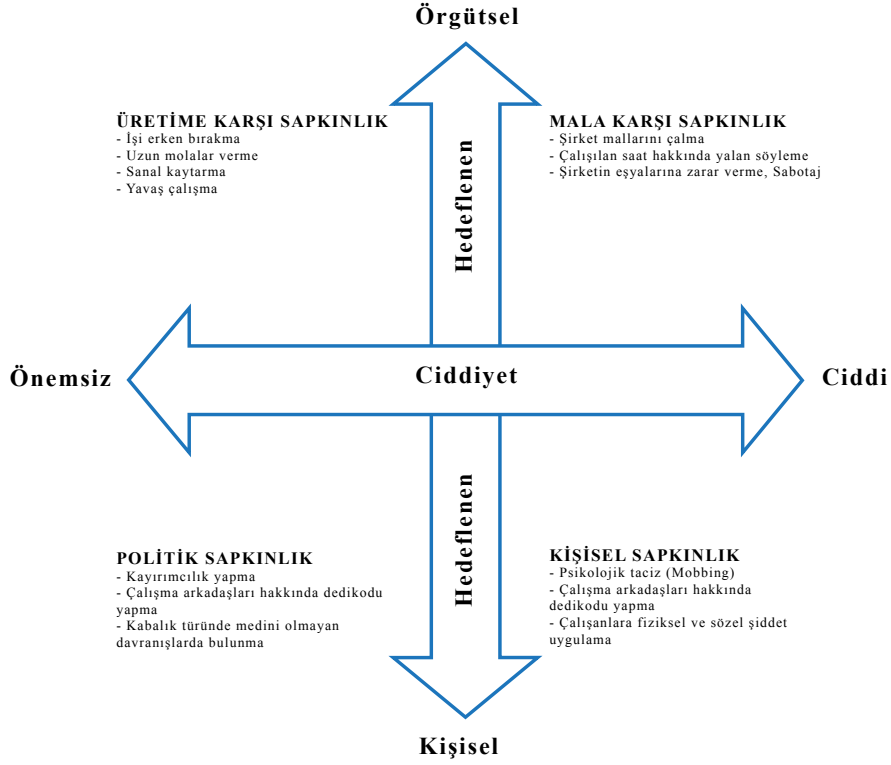 Örgütsel
ÜRETİME KARŞI SAPKINLIK
- İşi erken bırakma
- Uzun molalar verme
- Sanal kaytarma
- Yavaş çalışma
MALA KARŞI SAPKINLIK
- Şirket mallarını çalma
- Çalışılan saat hakkında yalan söyleme
- Şirketin eşyalarına zarar verme, Sabotaj
Hedeflenen
Önemsiz
Ciddiyet
Ciddi
Hedeflenen
POLİTİK SAPKINLIK
- Kayırımcılık yapma
- Çalışma arkadaşları hakkında dedikodu
yapma
- Kabalık türünde medini olmayan
davranışlarda bulunma
KİŞİSEL SAPKINLIK
- Psikolojik taciz (Mobbing)
- Çalışma arkadaşları hakkında
dedikodu yapma
- Çalışanlara fiziksel ve sözel şiddet
uygulama
Kişisel